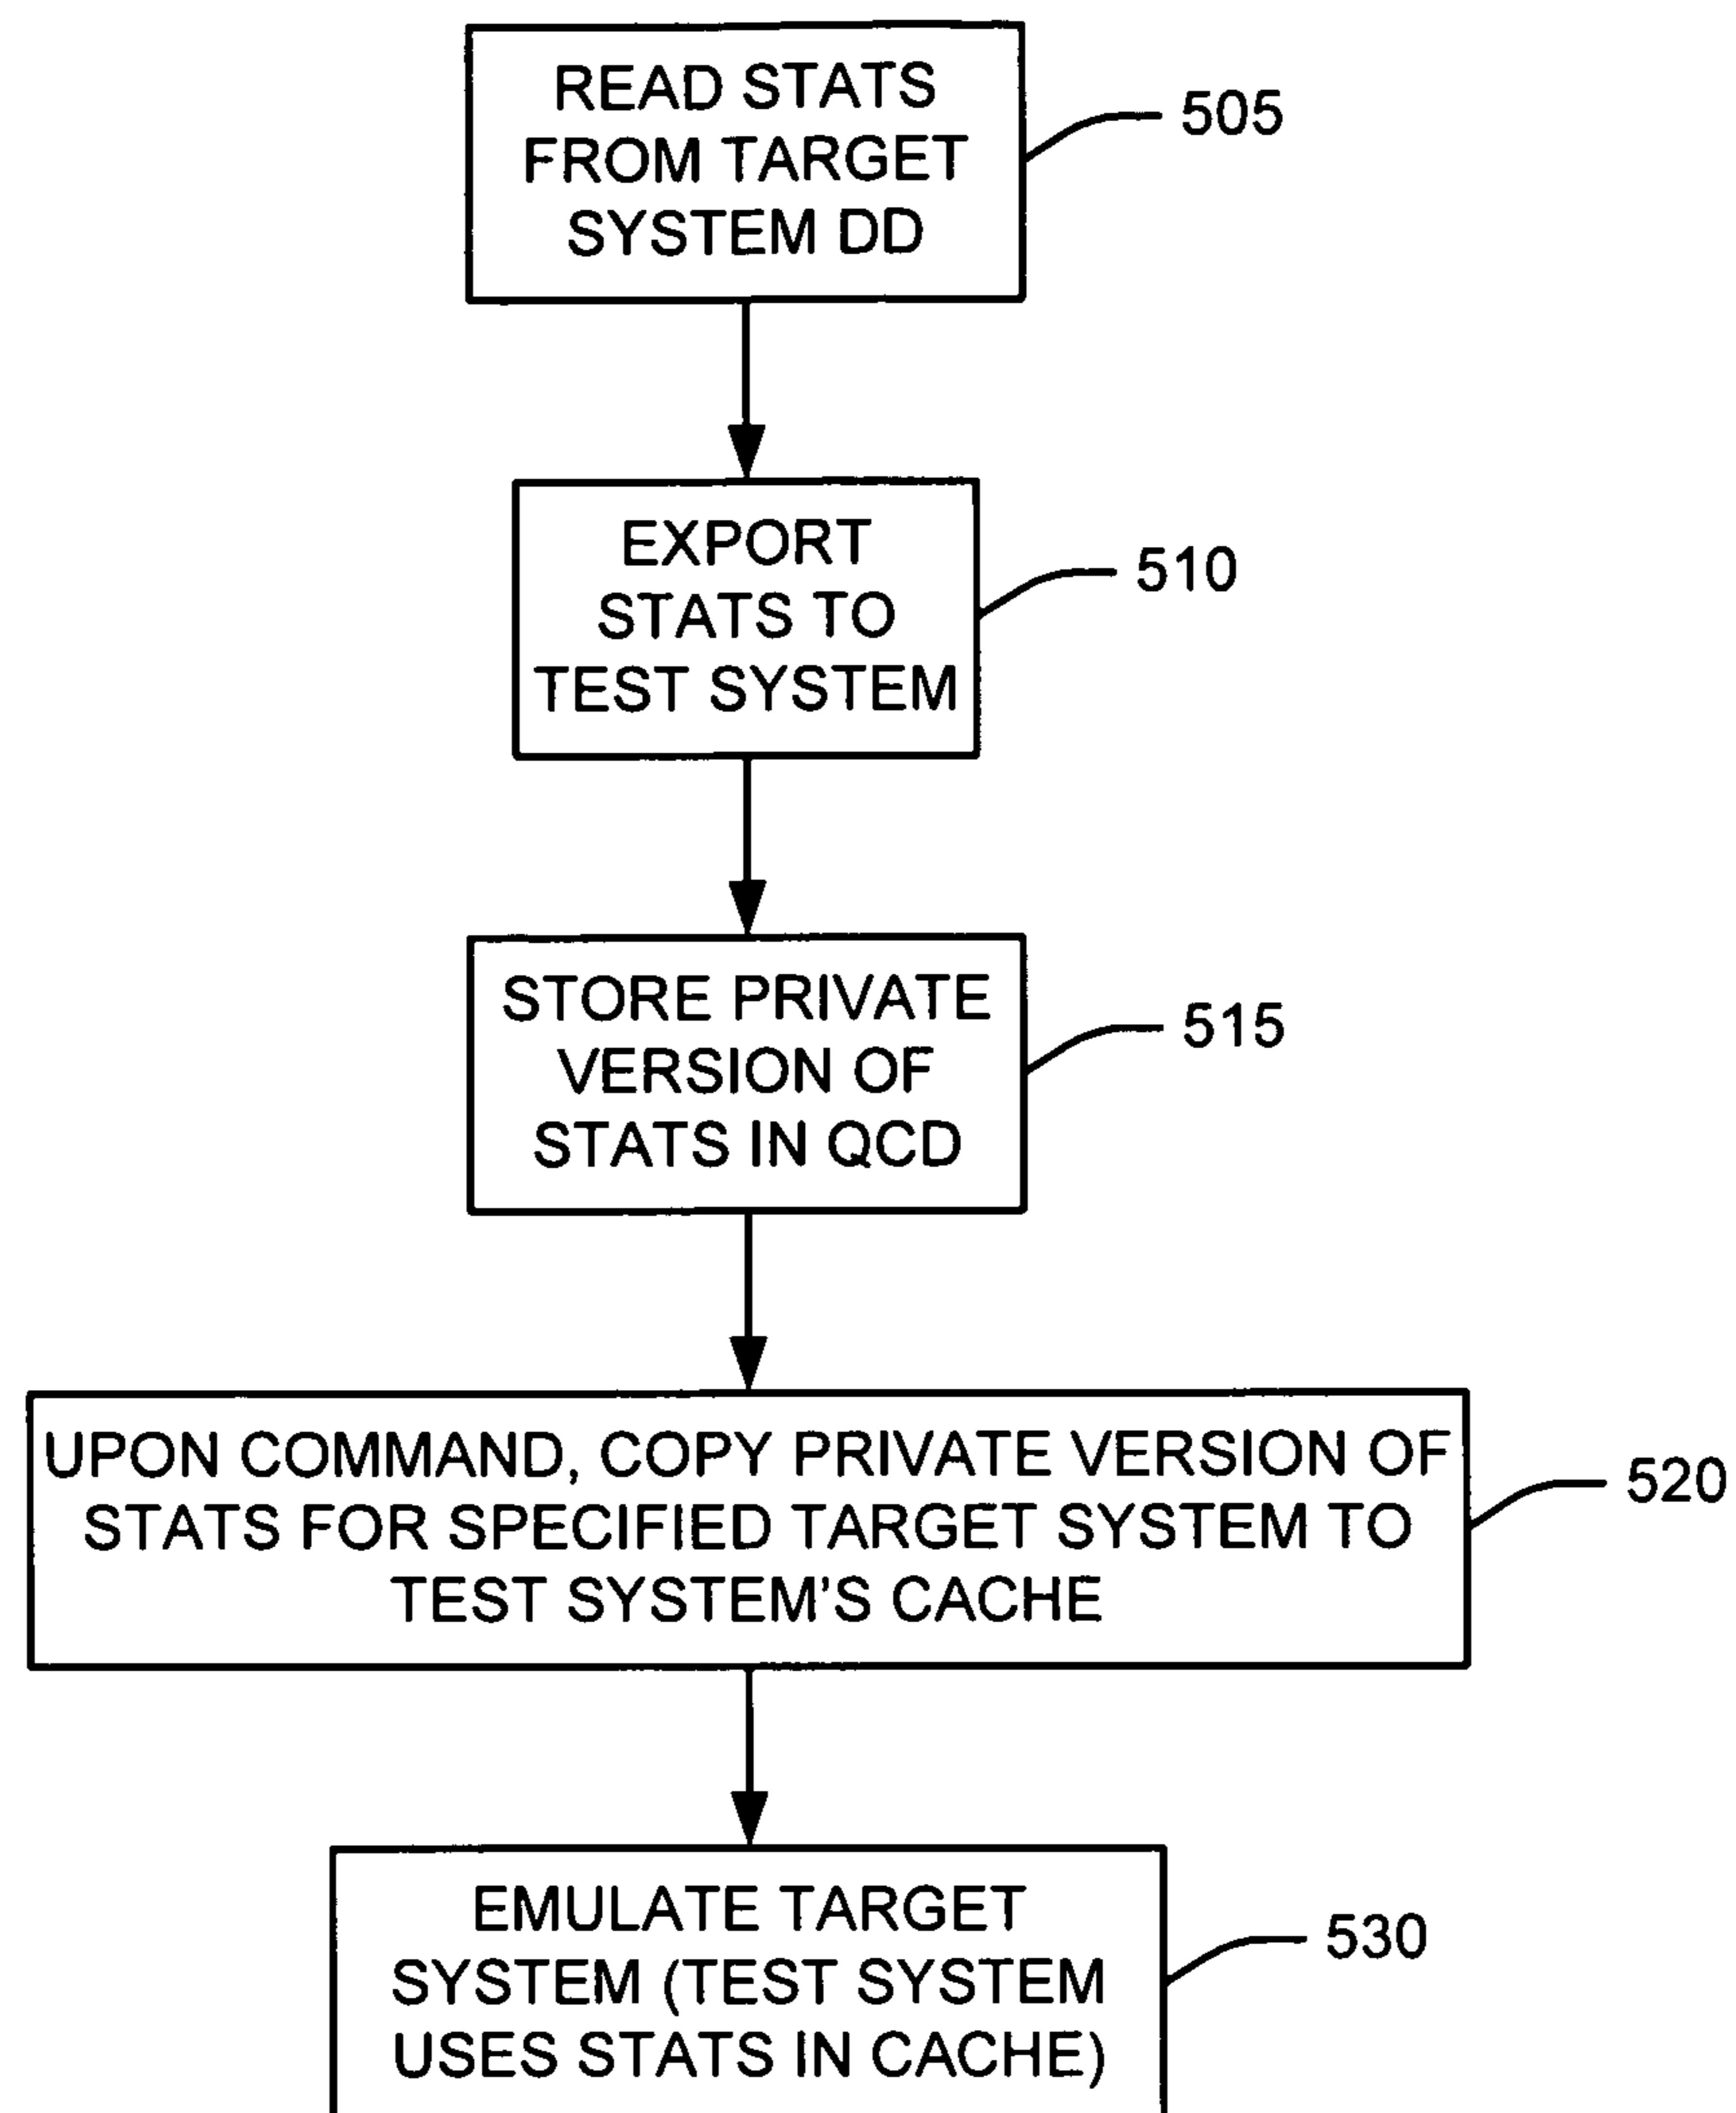 READ STATS
FROM TARGET
SYSTEM DD
505
EXPORT
STATS TO
TEST SYSTEM
510
STORE PRIVATE
VERSION OF
STATS IN QCD
515
UPON COMMAND, COPY PRIVATE VERSION OF
STATS FOR SPECIFIED TARGET SYSTEM TO
TEST SYSTEM'S CACHE
520
EMULATE TARGET
SYSTEM (TEST SYSTEM
USES STATS IN CACHE)
530